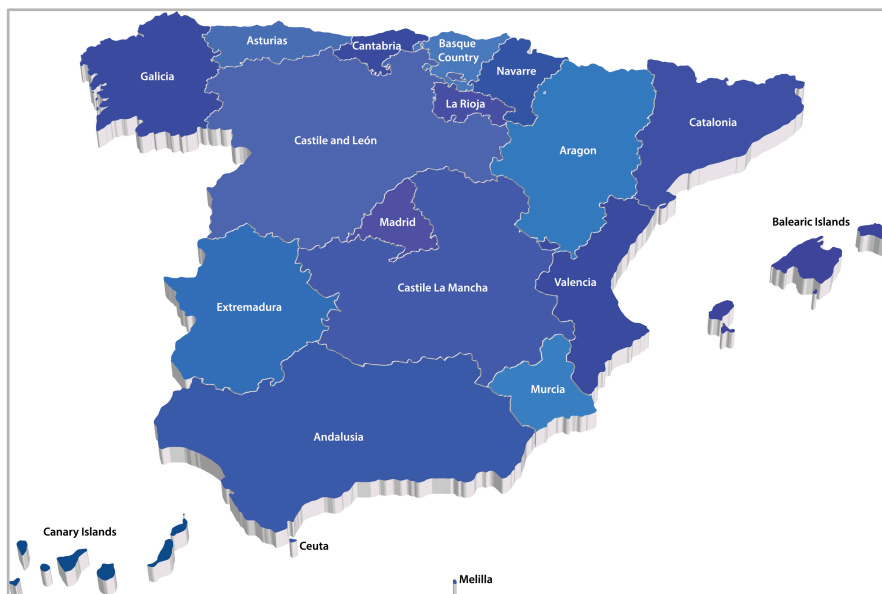 Asturias
Cantabria
Basque
Country
Galicia
Navarre
La Rioja
Catalonia
Castile and León
Aragon
Madrid
Balearic Islands
Castile La Mancha
Valencia
Extremadura
Murcia
Andalusia
Canary Islands
Ceuta
Melilla